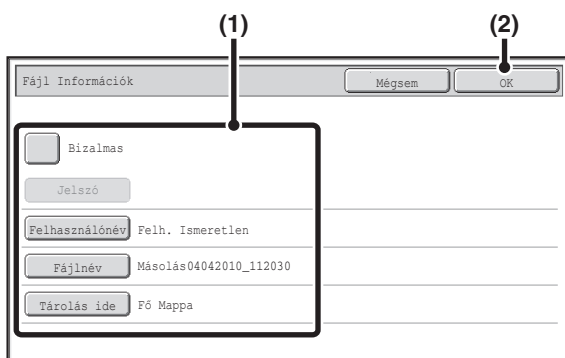 (1) (2)
Fájl Információk Mégsem OK
Bizalmas
Jelszó
Felhasználónév Felh. Ismeretlen
Fájlnév Másolás04042010_112030
Tárolás ide Fő Mappa